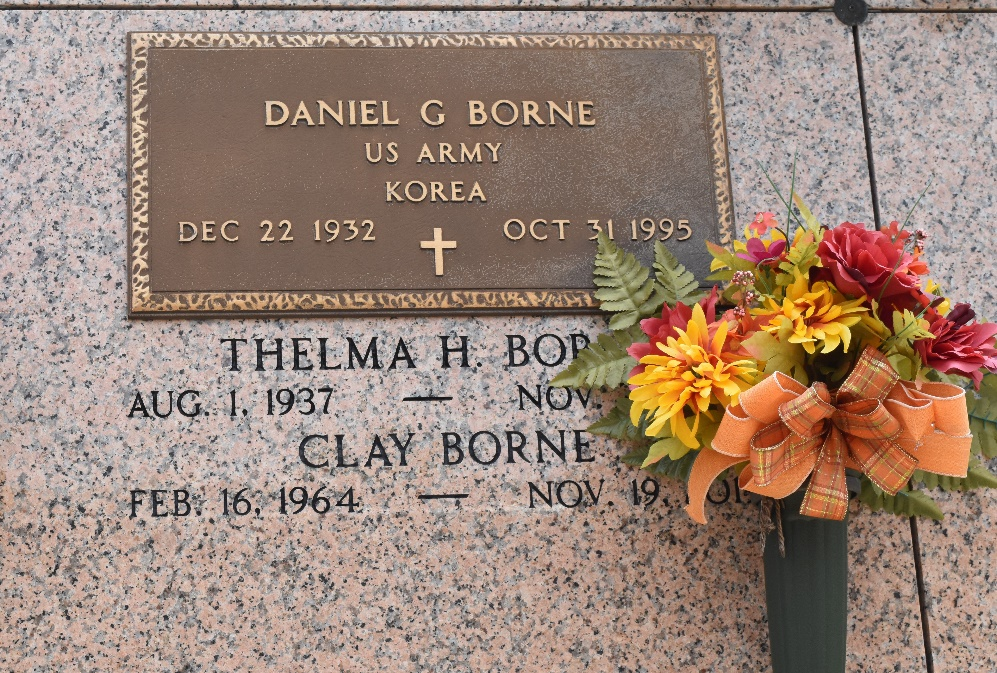 DANIEL G BORNE
US ARMY
KOREA
DEC 22 1932 OCT 31 1995
THELMA H.
AUG. 1, 1937 — NOV
CLAY BORNE
FEB. 16, 1964 — NOV. 19,